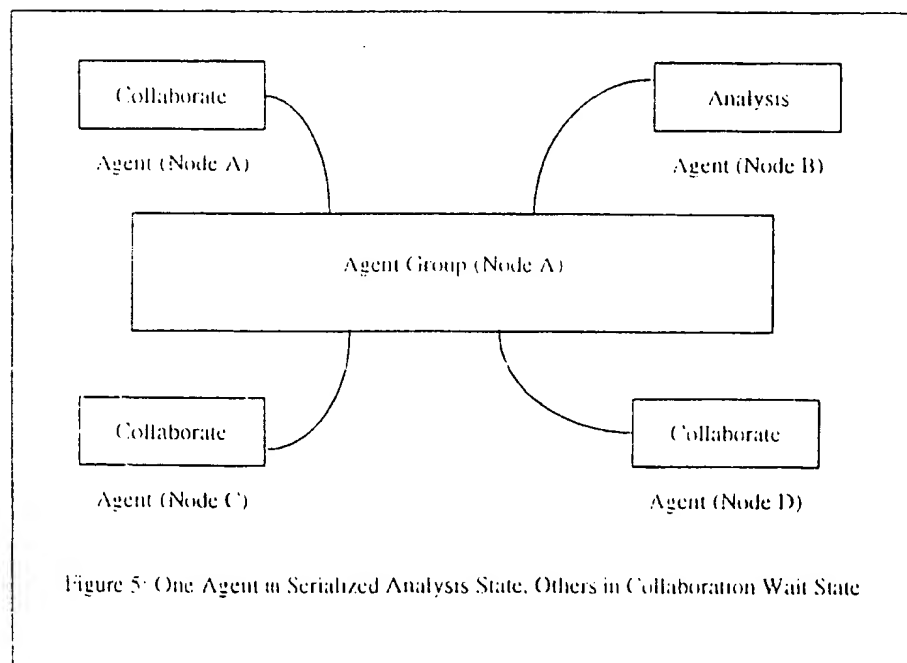 Collaborate
Analysis
Agent (Node A)
Agent (Node B)
Agent Group (Node A)
Collaborate
Collaborate
Agent (Node C)
Agent (Node D)
Figure 5: One Agent in Serialized Analysis State, Others in Collaboration Wait State